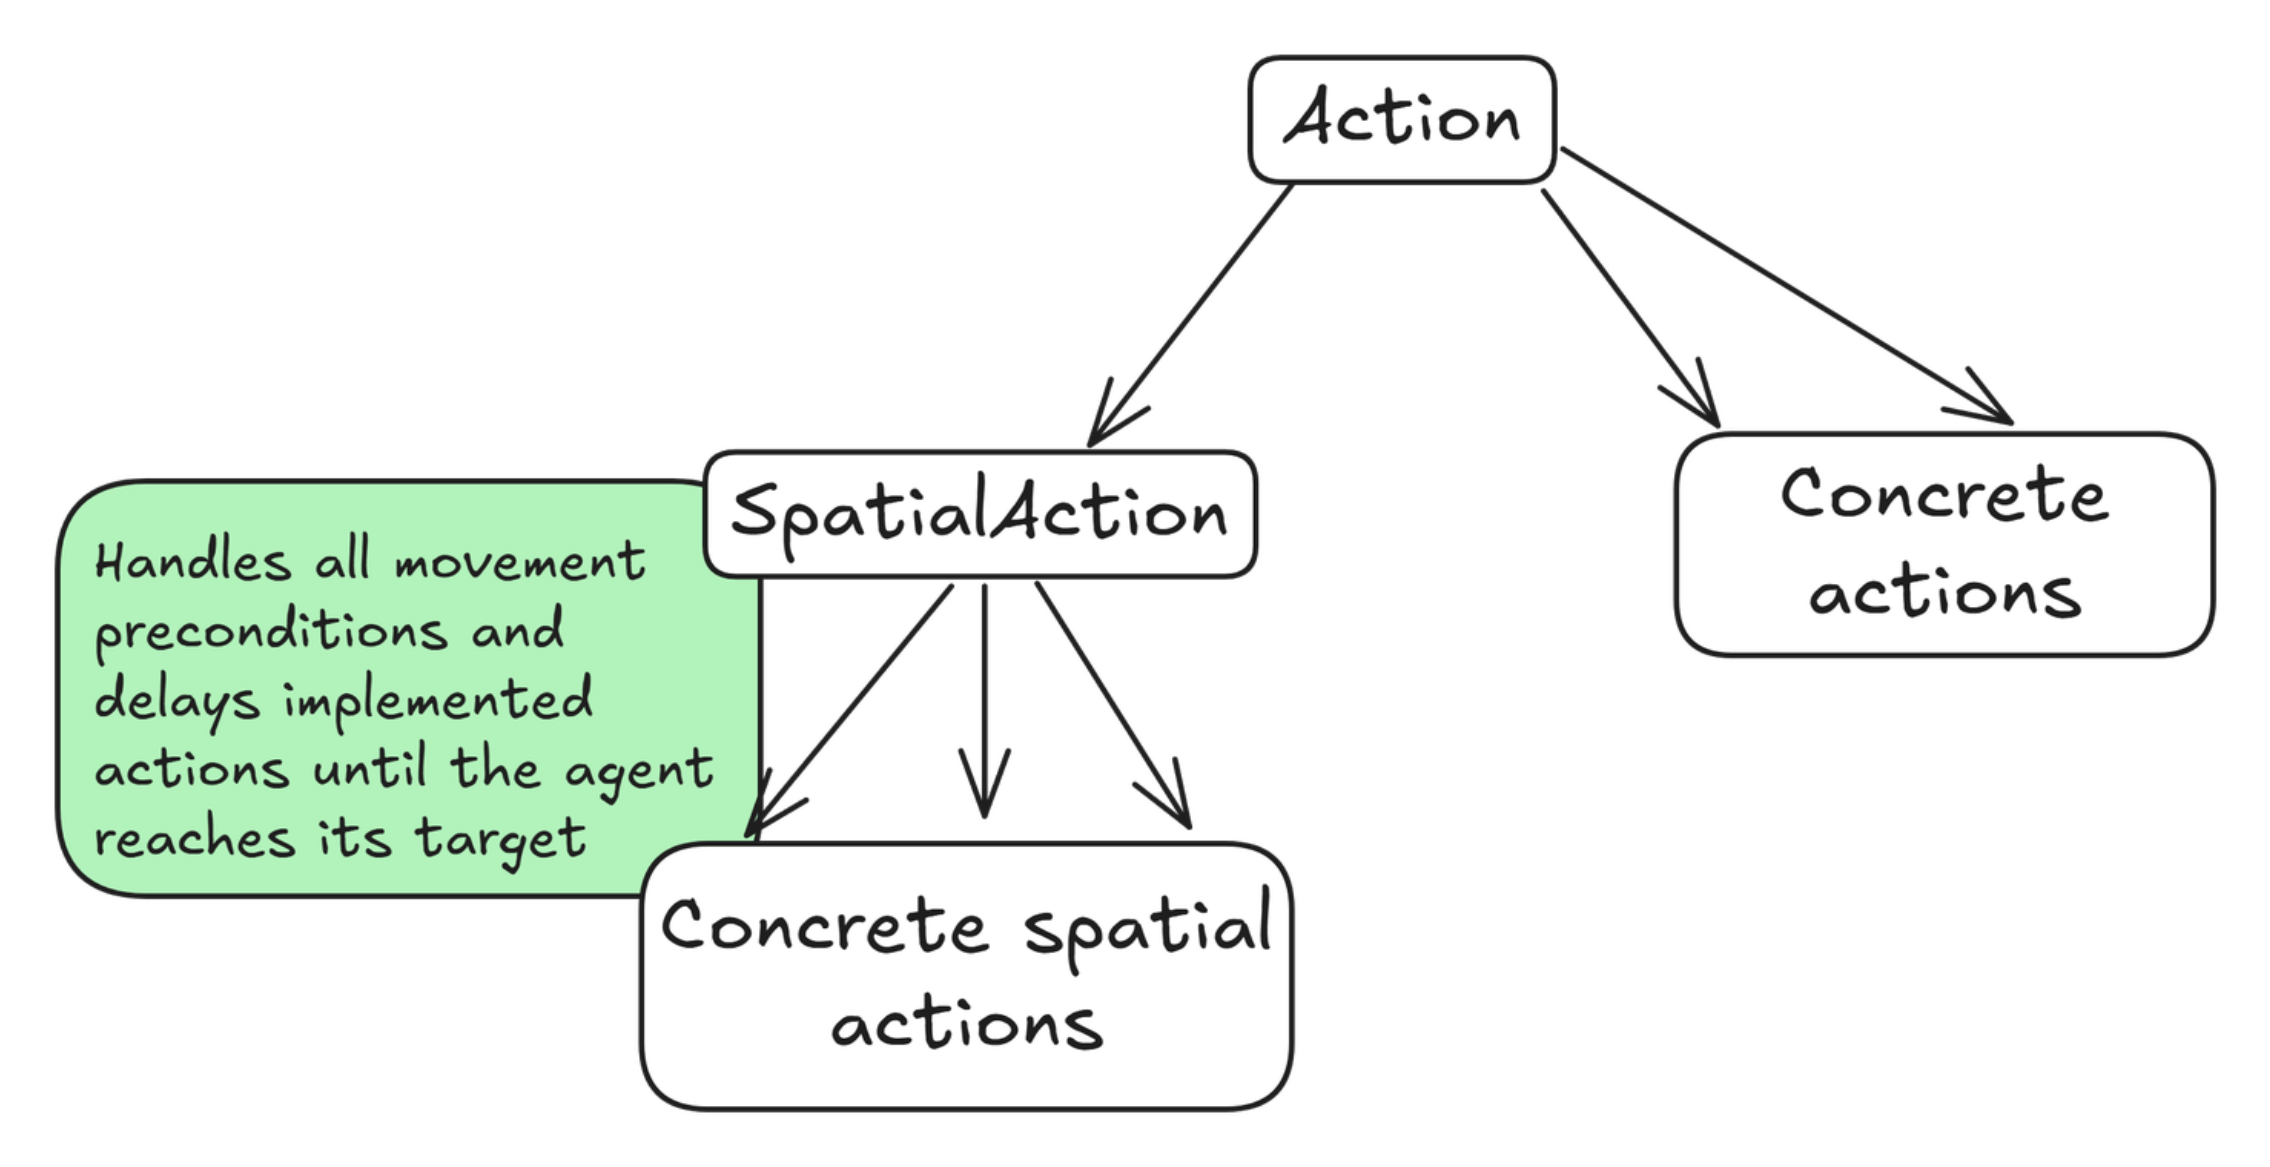 Action
SpatialAction
Concrete
actions
Handles all movement
preconditions and
delays implemented
actions until the agent
reaches its target
Concrete spatial
actions